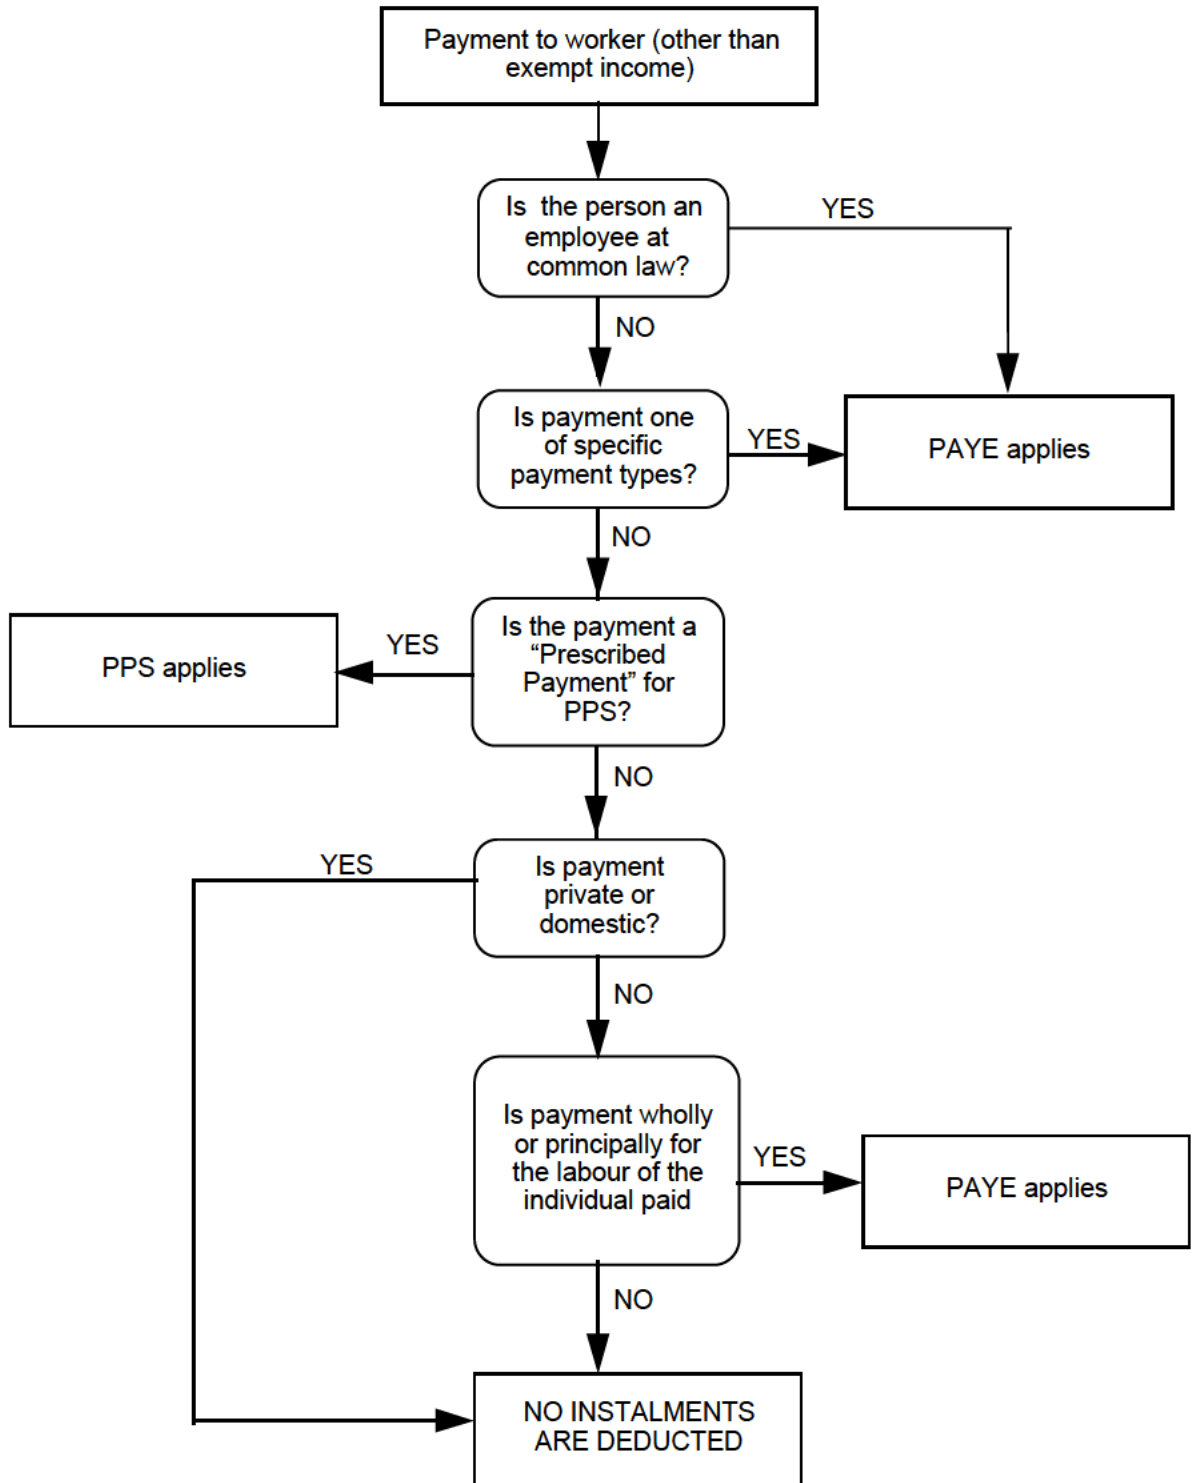 Payment to worker (other than
exempt income)
Is the person an
employee at
common law?
YES
NO
Is payment one
of specific
payment types?
YES
PAYE applies
NO
Is the payment a
“Prescribed
Payment” for
PPS?
YES
PPS applies
NO
Is payment
private or
domestic?
YES
NO
Is payment wholly
or principally for
the labour of the
individual paid
YES
PAYE applies
NO
NO INSTALMENTS
ARE DEDUCTED